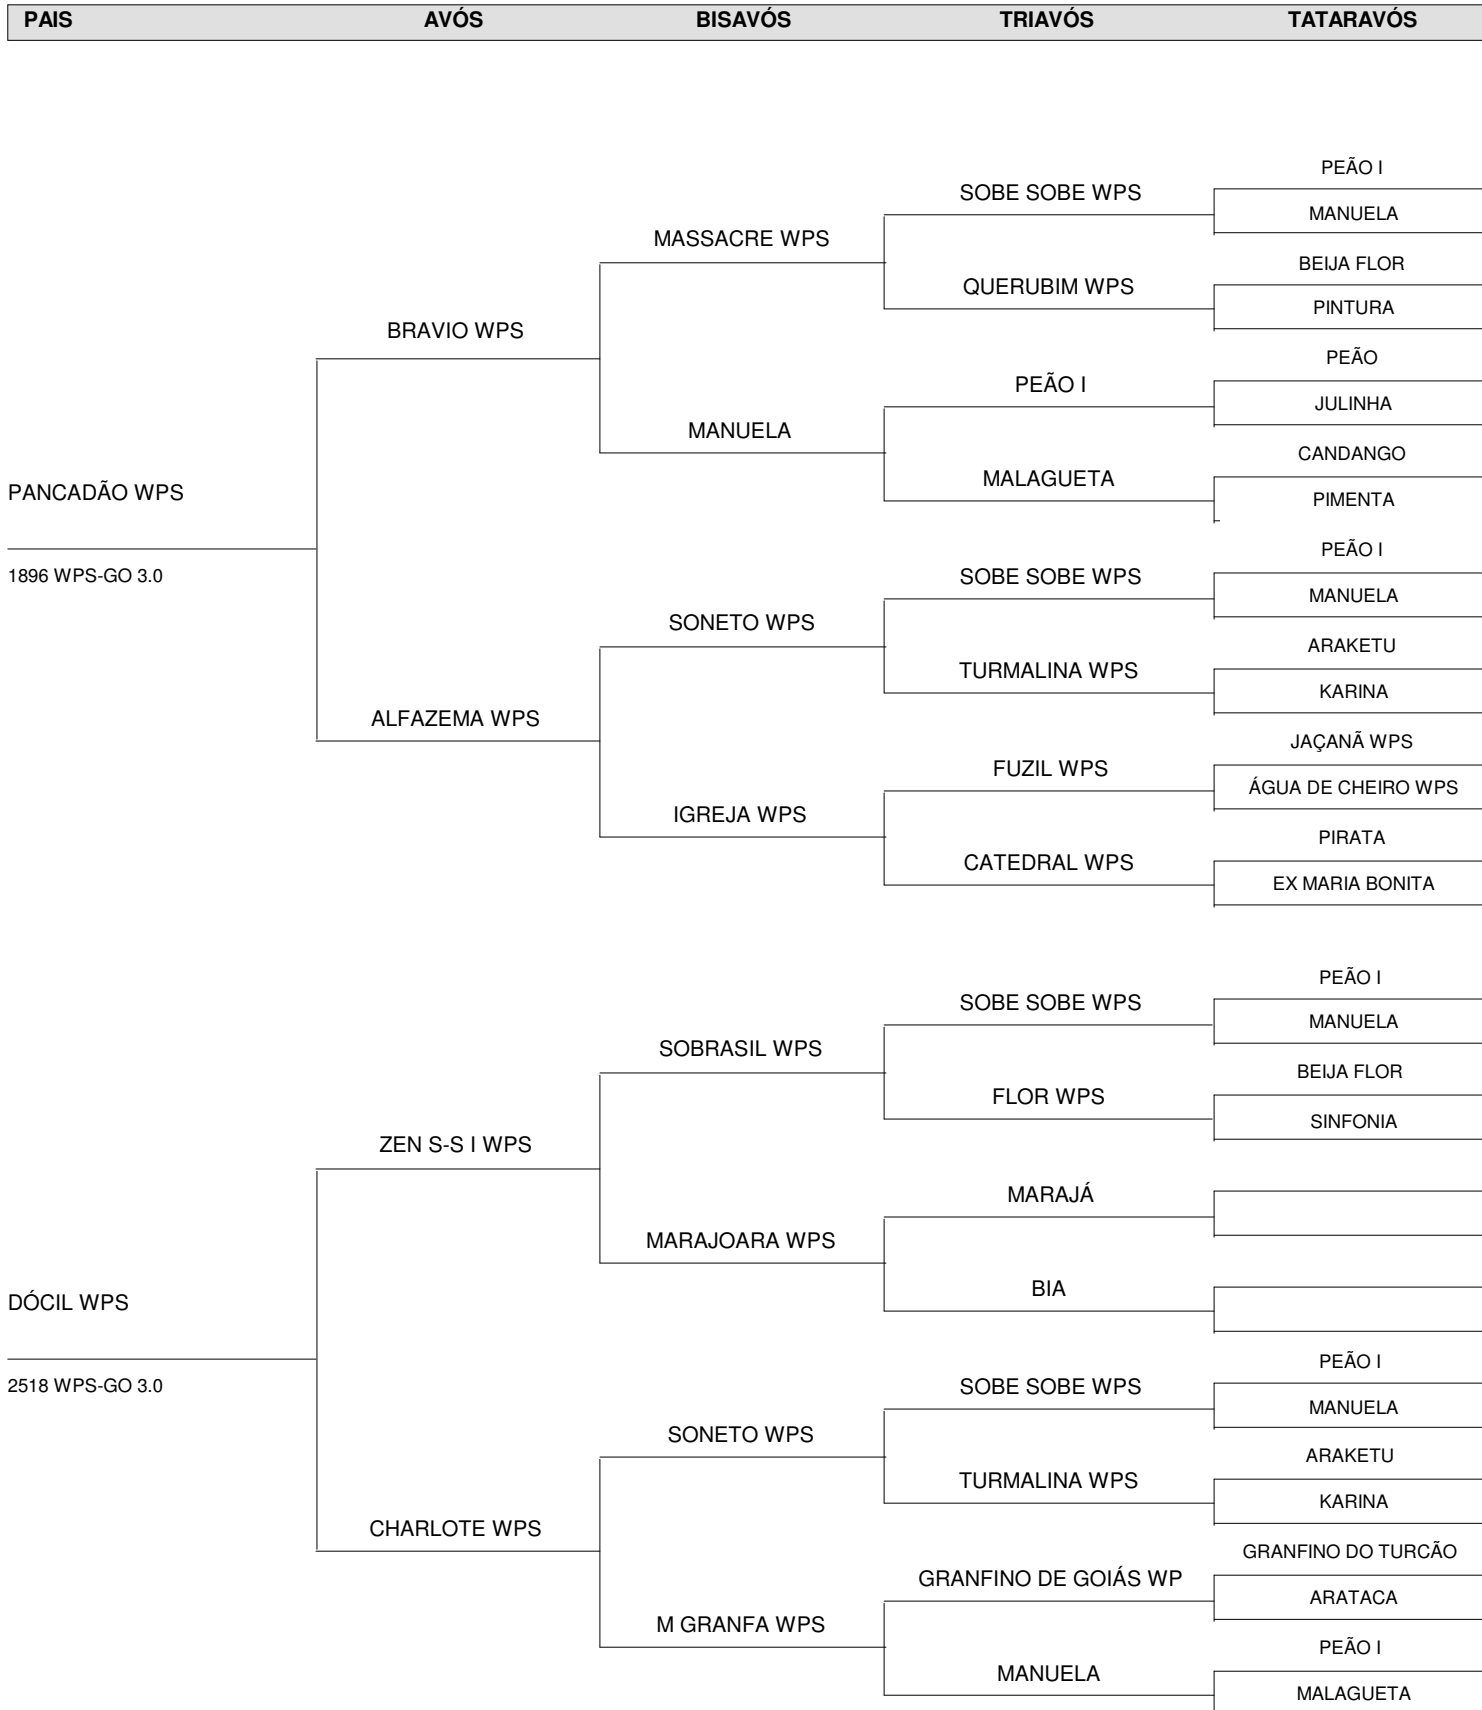 PAIS AVÓS BISAVÓS TRIAVÓS TATARAVÓS
PEÃO I
SOBE SOBE WPS
MANUELA
MASSACRE WPS
BEIJA FLOR
QUERUBIM WPS
PINTURA
BRAVIO WPS
PEÃO
PEÃO I
JULINHA
MANUELA
CANDANGO
MALAGUETA
PIMENTA
PANCADÃO WPS
1896 WPS-GO 3.0
PEÃO I
SOBE SOBE WPS
MANUELA
SONETO WPS
ARAKETU
TURMALINA WPS
KARINA
ALFAZEMA WPS
JAÇANÃ WPS
FUZIL WPS
ÁGUA DE CHEIRO WPS
IGREJA WPS
PIRATA
CATEDRAL WPS
EX MARIA BONITA
PEÃO I
SOBE SOBE WPS
MANUELA
SOBRASIL WPS
BEIJA FLOR
FLOR WPS
SINFONIA
ZEN S-S I WPS
MARAJÁ
MARAJOARA WPS
BIA
DÓCIL WPS
2518 WPS-GO 3.0
PEÃO I
SOBE SOBE WPS
MANUELA
SONETO WPS
ARAKETU
TURMALINA WPS
KARINA
CHARLOTE WPS
GRANFINO DO TURCÃO
GRANFINO DE GOIÁS WP
ARATACA
M GRANFA WPS
PEÃO I
MANUELA
MALAGUETA